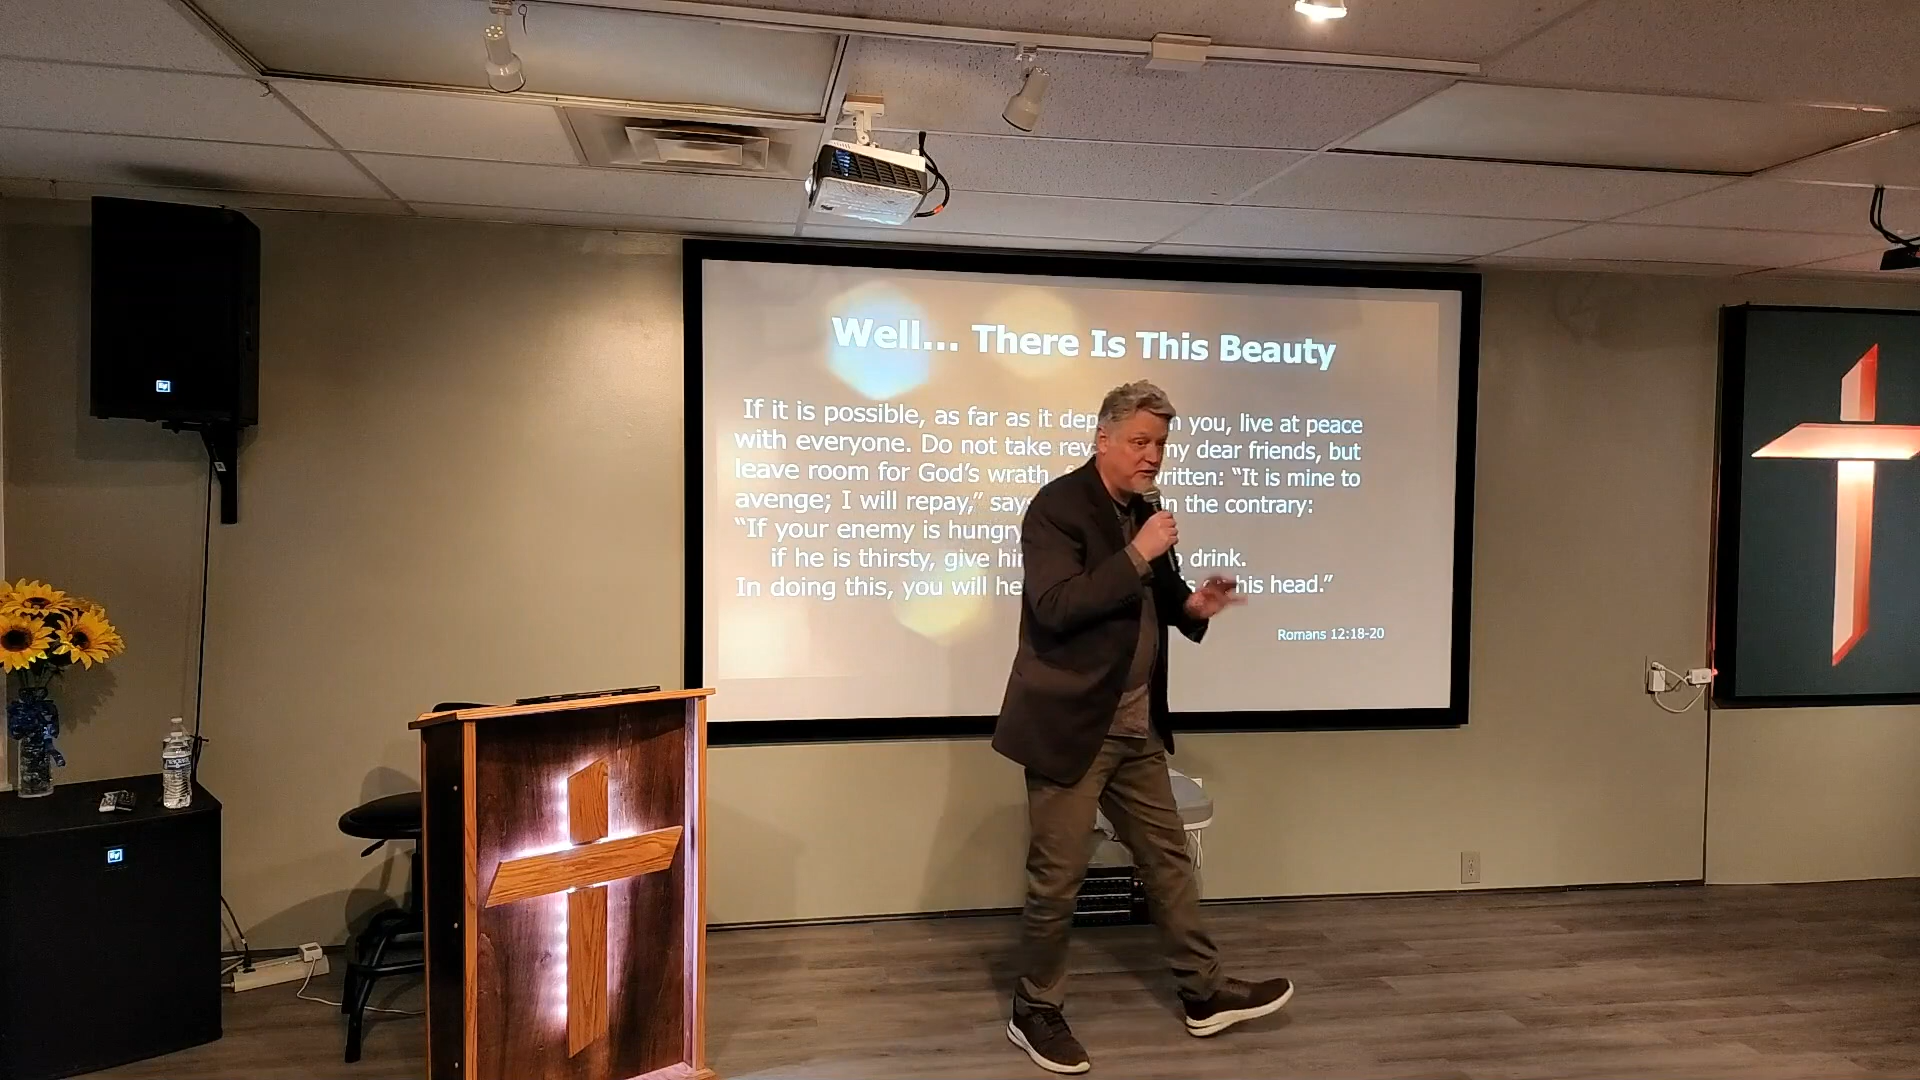 Well... There Is This Beauty
If it is possible, as far as it dep n you, live at peace
with everyone. Do not take rev my dear friends, but
leave room for God's wrath, written: "It is mine to
avenge; I will repay," says n the contrary:
"If your enemy is hungry
if he is thirsty, give him drink.
In doing this, you will he his head."
Romans 12:18-20